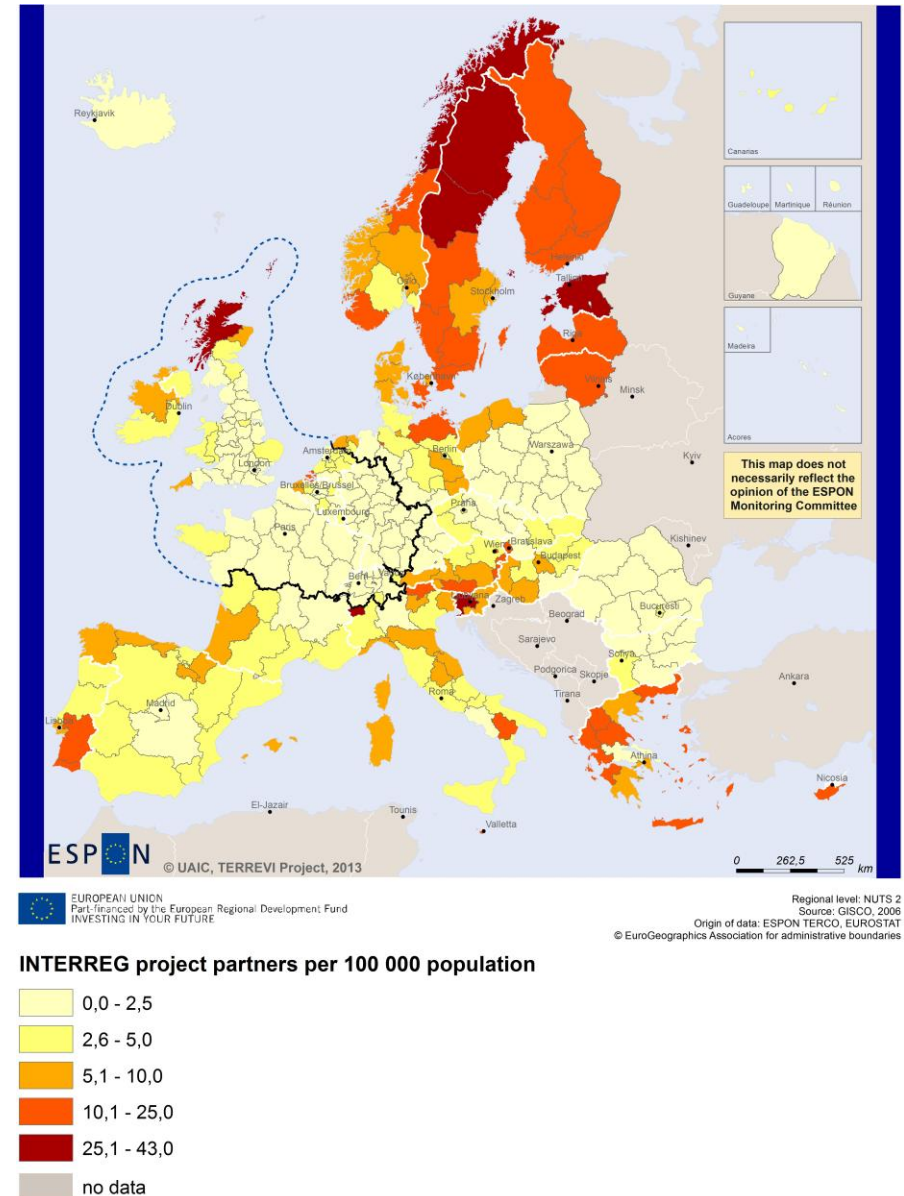 Reykjavik
Canarias
Guadeloupe
Martinique
Réunion
Guyane
Madeira
Acores
Oslo
Helsinki
Tallinn
Stockholm
Riga
København
Vilnius
Minsk
Dublin
Amsterdam
Berlin
Warszawa
London
Kyiv
Bruxelles/Brussel
Luxembourg
Praha
Paris
Wien
Bratislava
Kishinev
Budapest
Bern
Vaduz
Ljubljana
Zagreb
Beograd
Bucuresti
Sarajevo
Sofiya
Podgorica
Skopje
Tirana
Ankara
Roma
Madrid
Lisboa
Athina
Nicosia
El-Jazair
Tounis
Valletta
This map does not
necessarily reflect the
opinion of the ESPON
Monitoring Committee
ESPON
© UAIC, TERREVI Project, 2013
0 262,5 525
km
EUROPEAN UNION
Part-financed by the European Regional Development Fund
INVESTING IN YOUR FUTURE
Regional level: NUTS 2
Source: GISCO, 2006
Origin of data: ESPON TERCO, EUROSTAT
© EuroGeographics Association for administrative boundaries
INTERREG project partners per 100 000 population
0,0 - 2,5
2,6 - 5,0
5,1 - 10,0
10,1 - 25,0
25,1 - 43,0
no data